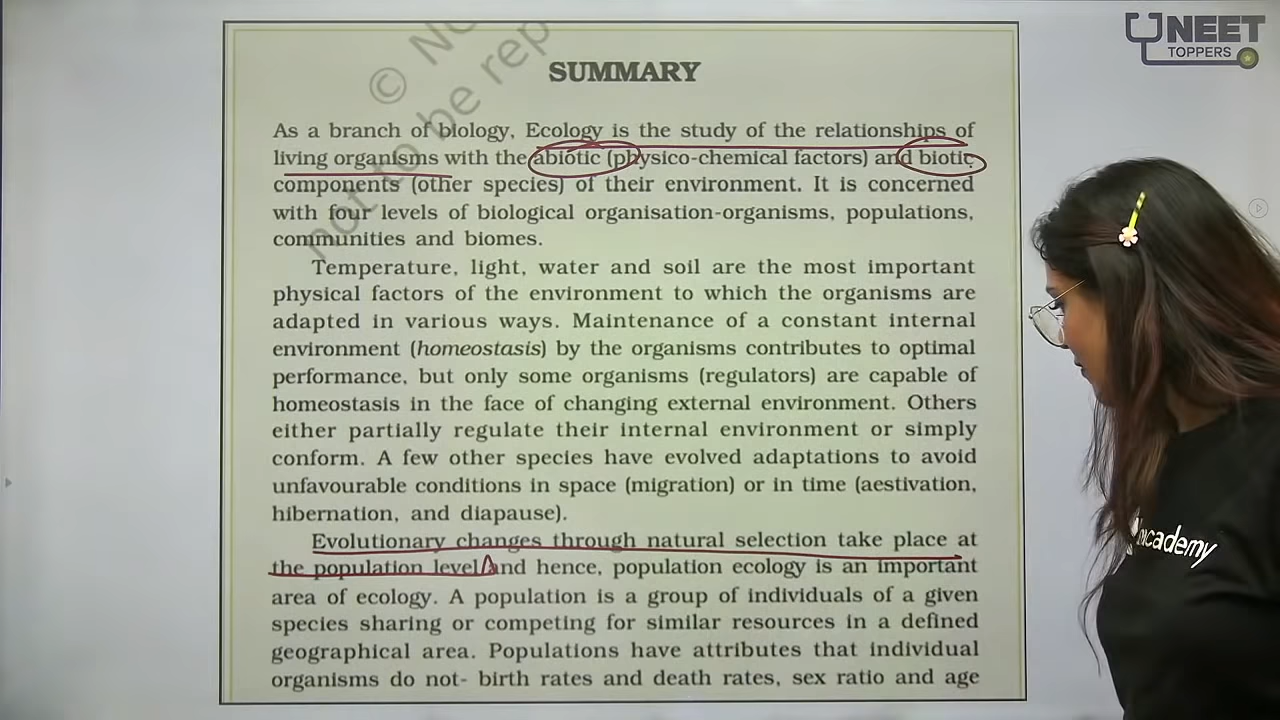 NEET
TOPPERS
© No
not to be rep
SUMMARY
As a branch of biology, Ecology is the study of the relationships of
living organisms with the abiotic (physico-chemical factors) and biotic
components (other species) of their environment. It is concerned
with four levels of biological organisation-organisms, populations,
communities and biomes.
Temperature, light, water and soil are the most important
physical factors of the environment to which the organisms are
adapted in various ways. Maintenance of a constant internal
environment (homeostasis) by the organisms contributes to optimal
performance, but only some organisms (regulators) are capable of
homeostasis in the face of changing external environment. Others
either partially regulate their internal environment or simply
conform. A few other species have evolved adaptations to avoid
unfavourable conditions in space (migration) or in time (aestivation,
hibernation, and diapause).
Evolutionary changes through natural selection take place at
the population level and hence, population ecology is an important
area of ecology. A population is a group of individuals of a given
species sharing or competing for similar resources in a defined
geographical area. Populations have attributes that individual
organisms do not- birth rates and death rates, sex ratio and age